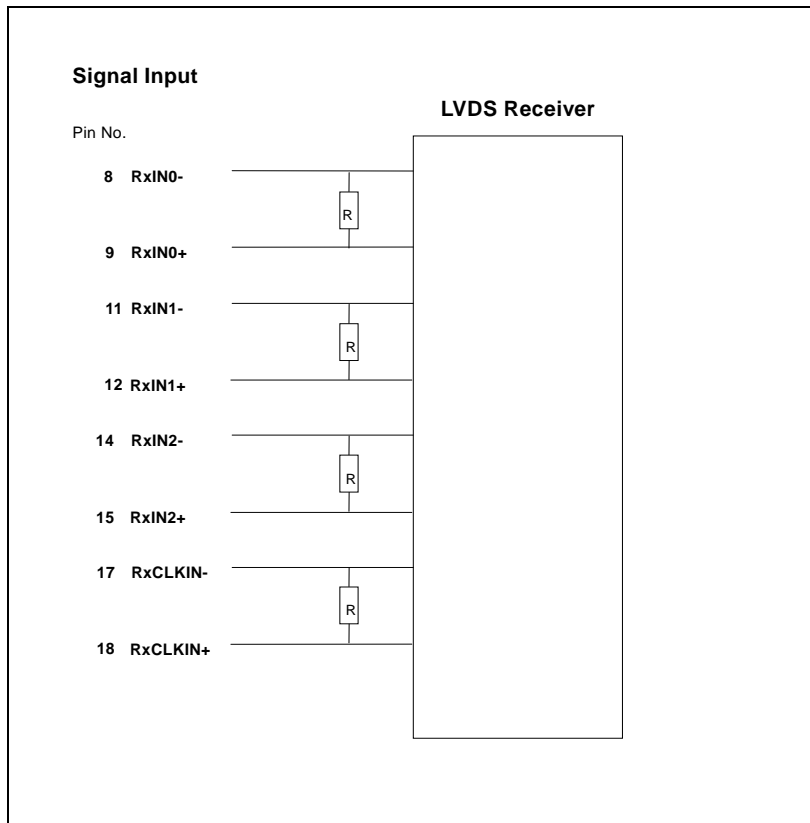 Signal Input
LVDS Receiver
Pin No.
8 RxIN0-
R
9 RxIN0+
11 RxIN1-
R
12 RxIN1+
14 RxIN2-
R
15 RxIN2+
17 RxCLKIN-
R
18 RxCLKIN+